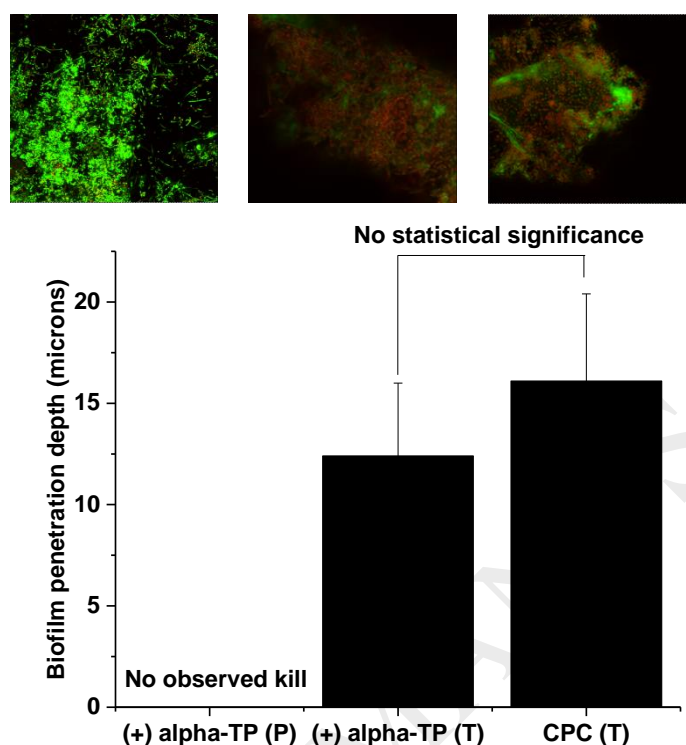 No statistical significance
Biofilm penetration depth (microns)
20
15
10
5
0
No observed kill
(+) alpha-TP (P) (+) alpha-TP (T) CPC (T)